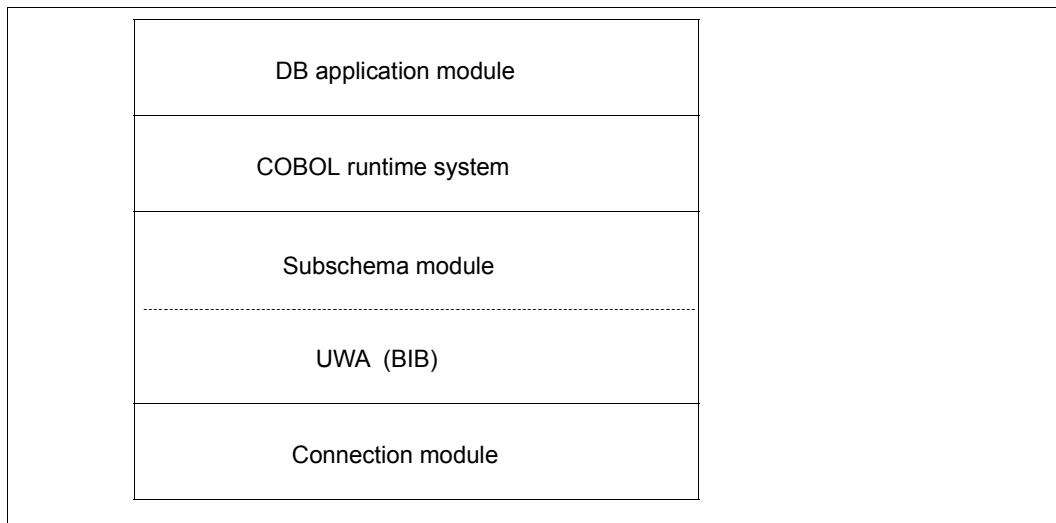 DB application module
COBOL runtime system
Subschema module
UWA (BIB)
Connection module